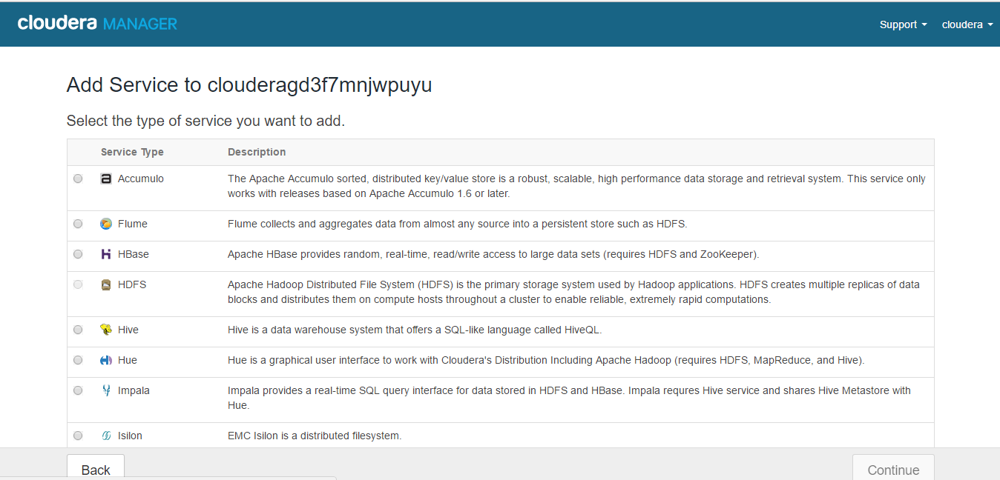 cloudera MANAGER
Support
cloudera
Add Service to clouderagd3f7mnjwpuyu
Select the type of service you want to add.
Service Type Description
Accumulo The Apache Accumulo sorted, distributed key/value store is a robust, scalable, high performance data storage and retrieval system. This service only
works with releases based on Apache Accumulo 1.6 or later.
Flume Flume collects and aggregates data from almost any source into a persistent store such as HDFS.
HBase Apache HBase provides random, real-time, read/write access to large data sets (requires HDFS and ZooKeeper).
HDFS Apache Hadoop Distributed File System (HDFS) is the primary storage system used by Hadoop applications. HDFS creates multiple replicas of data
blocks and distributes them on compute hosts throughout a cluster to enable reliable, extremely rapid computations.
Hive Hive is a data warehouse system that offers a SQL-like language called HiveQL.
Hue Hue is a graphical user interface to work with Cloudera's Distribution Including Apache Hadoop (requires HDFS, MapReduce, and Hive).
Impala Impala provides a real-time SQL query interface for data stored in HDFS and HBase. Impala requres Hive service and shares Hive Metastore with
Hue.
Isilon EMC Isilon is a distributed filesystem.
Back
Continue